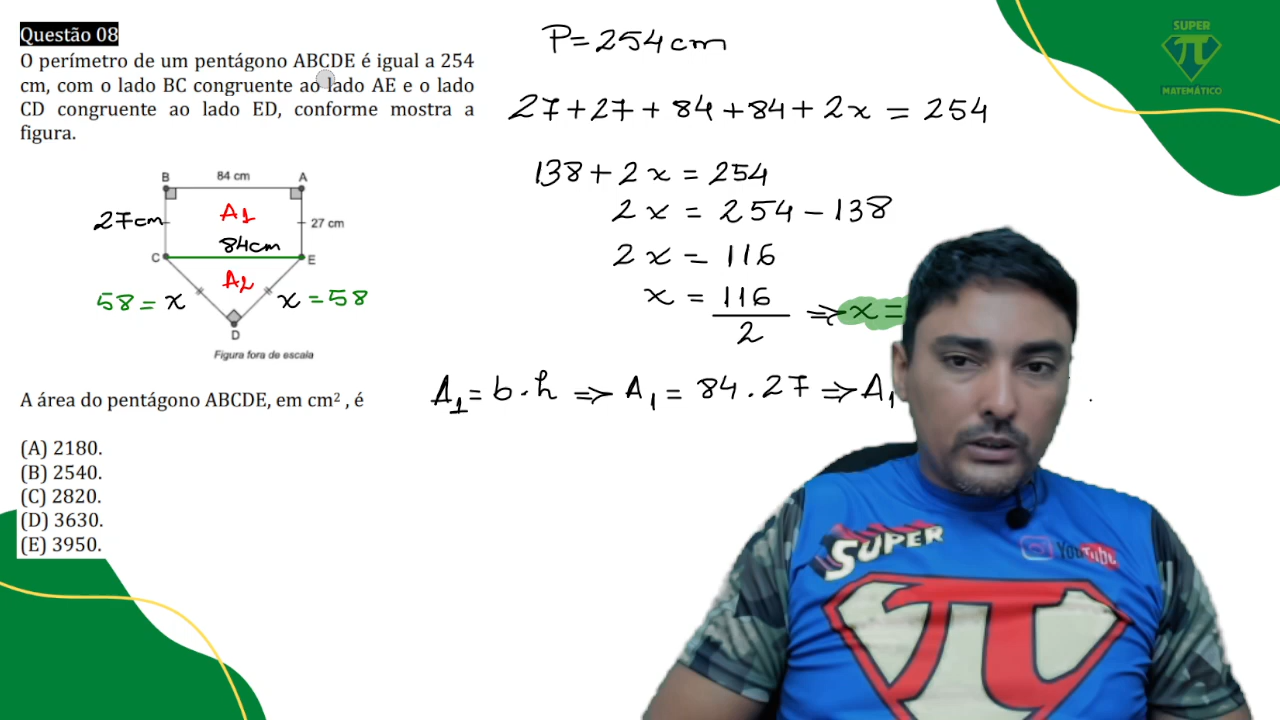 Questão 08
O perímetro de um pentágono ABCDE é igual a 254
cm, com o lado BC congruente ao lado AE e o lado
CD congruente ao lado ED, conforme mostra a
figura.
B 84 cm A
27cm A1 27 cm
84cm
C E
A2
58 = x x = 58
D
Figura fora de escala
A área do pentágono ABCDE, em cm², é
(A) 2180.
(B) 2540.
(C) 2820.
(D) 3630.
(E) 3950.
P=254cm
27+27+84+84+2x=254
138+2x=254
2x=254-138
2x=116
x=116/2 => x=
A1=b.h => A1=84.27 => A1
SUPER
π
MATEMÁTICO
SUPER
YouTube
π